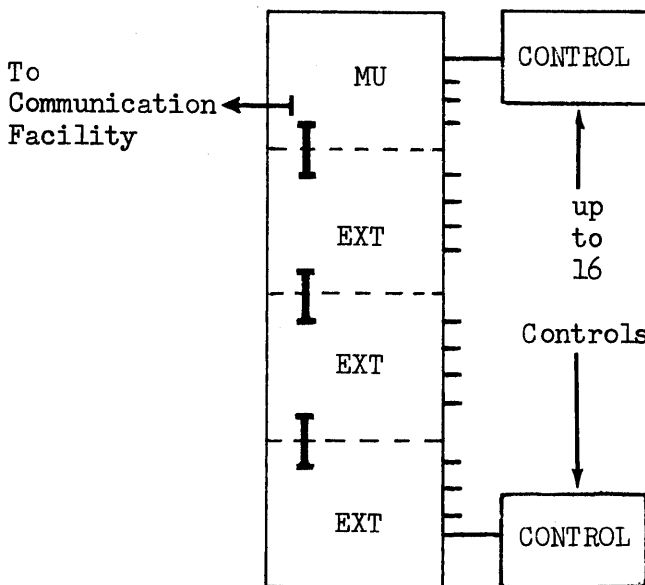 To
Communication
Facility
MU
EXT
EXT
EXT
CONTROL
up
to
16
Controls
CONTROL